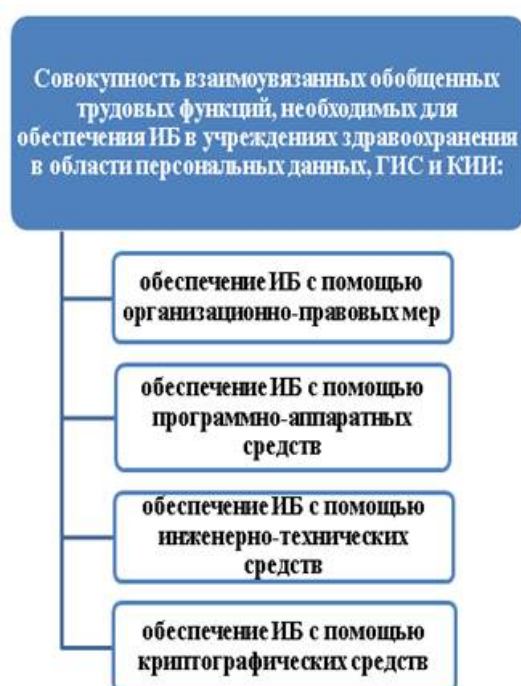 Совокупность взаимоувязанных обобщенных
трудовых функций, необходимых для
обеспечения ИБ в учреждениях здравоохранения
в области персональных данных, ГИС и КИИ:
обеспечение ИБ с помощью
организационно-правовых мер
обеспечение ИБ с помощью
программно-аппаратных
средств
обеспечение ИБ с помощью
инженерно-технических
средств
обеспечение ИБ с помощью
криптографических средств